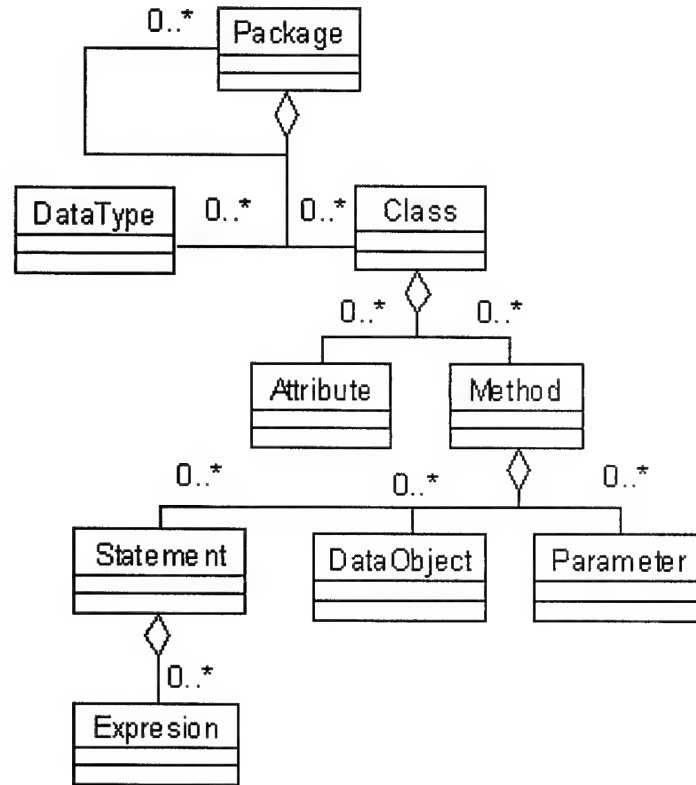 0..*
Package
DataType
0..*
0..*
Class
0..*
0..*
Attribute
Method
0..*
0..*
0..*
Statement
DataObject
Parameter
0..*
Expresion